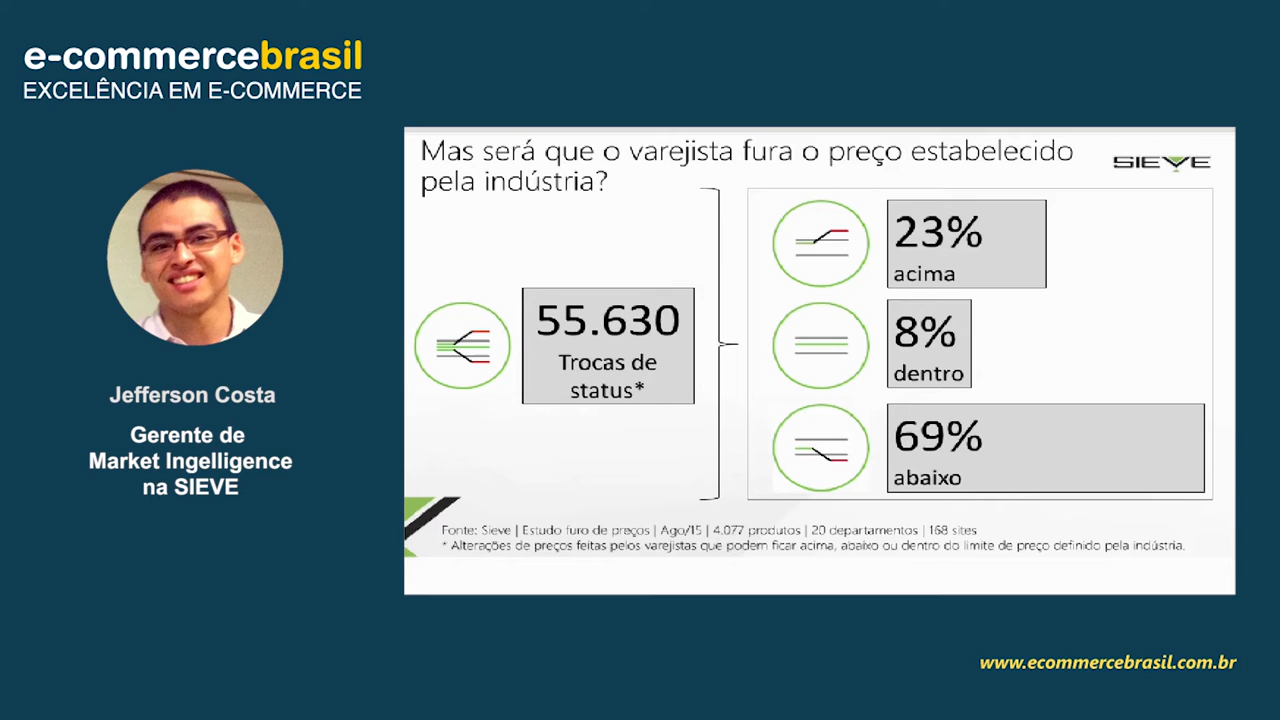 e-commercebrasil
EXCELÊNCIA EM E-COMMERCE
Jefferson Costa
Gerente de
Market Ingelligence
na SIEVE
Mas será que o varejista fura o preço estabelecido
pela indústria?
SIEVE
55.630
Trocas de
status*
23%
acima
8%
dentro
69%
abaixo
Fonte: Sieve | Estudo furo de preços | Ago/15 | 4.077 produtos | 20 departamentos | 168 sites
* Alterações de preços feitas pelos varejistas que podem ficar acima, abaixo ou dentro do limite de preço definido pela indústria.
www.ecommercebrasil.com.br